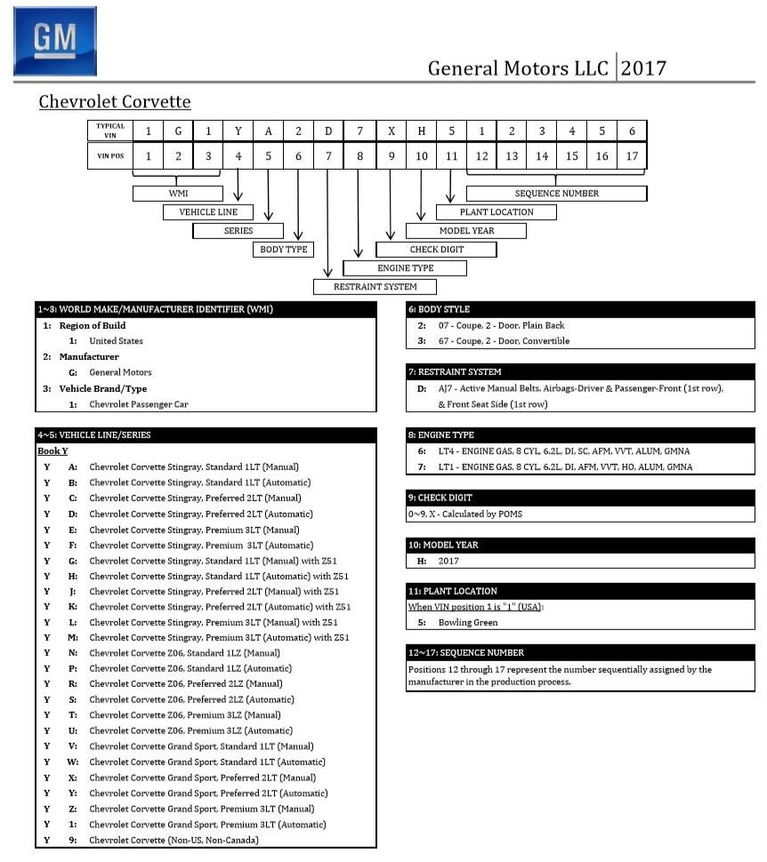 GM
General Motors LLC 2017
Chevrolet Corvette
TYPICAL VIN 1 G 1 Y A 2 D 7 X H 5 1 2 3 4 5 6
VIN POS 1 2 3 4 5 6 7 8 9 10 11 12 13 14 15 16 17
WMI
SEQUENCE NUMBER
VEHICLE LINE
PLANT LOCATION
SERIES
MODEL YEAR
BODY TYPE
CHECK DIGIT
ENGINE TYPE
RESTRAINT SYSTEM
1~3: WORLD MAKE/MANUFACTURER IDENTIFIER (WMI)
1: Region of Build
1: United States
2: Manufacturer
G: General Motors
3: Vehicle Brand/Type
1: Chevrolet Passenger Car
4~5: VEHICLE LINE/SERIES
Book Y
Y A: Chevrolet Corvette Stingray, Standard 1LT (Manual)
Y B: Chevrolet Corvette Stingray, Standard 1LT (Automatic)
Y C: Chevrolet Corvette Stingray, Preferred 2LT (Manual)
Y D: Chevrolet Corvette Stingray, Preferred 2LT (Automatic)
Y E: Chevrolet Corvette Stingray, Premium 3LT (Manual)
Y F: Chevrolet Corvette Stingray, Premium 3LT (Automatic)
Y G: Chevrolet Corvette Stingray, Standard 1LT (Manual) with Z51
Y H: Chevrolet Corvette Stingray, Standard 1LT (Automatic) with Z51
Y J: Chevrolet Corvette Stingray, Preferred 2LT (Manual) with Z51
Y K: Chevrolet Corvette Stingray, Preferred 2LT (Automatic) with Z51
Y L: Chevrolet Corvette Stingray, Premium 3LT (Manual) with Z51
Y M: Chevrolet Corvette Stingray, Premium 3LT (Automatic) with Z51
Y N: Chevrolet Corvette Z06, Standard 1LZ (Manual)
Y P: Chevrolet Corvette Z06, Standard 1LZ (Automatic)
Y R: Chevrolet Corvette Z06, Preferred 2LZ (Manual)
Y S: Chevrolet Corvette Z06, Preferred 2LZ (Automatic)
Y T: Chevrolet Corvette Z06, Premium 3LZ (Manual)
Y U: Chevrolet Corvette Z06, Premium 3LZ (Automatic)
Y V: Chevrolet Corvette Grand Sport, Standard 1LT (Manual)
Y W: Chevrolet Corvette Grand Sport, Standard 1LT (Automatic)
Y X: Chevrolet Corvette Grand Sport, Preferred 2LT (Manual)
Y Y: Chevrolet Corvette Grand Sport, Preferred 2LT (Automatic)
Y Z: Chevrolet Corvette Grand Sport, Premium 3LT (Manual)
Y 1: Chevrolet Corvette Grand Sport, Premium 3LT (Automatic)
Y 9: Chevrolet Corvette (Non-US, Non-Canada)
6: BODY STYLE
2: 07 - Coupe, 2 - Door, Plain Back
3: 67 - Coupe, 2 - Door, Convertible
7: RESTRAINT SYSTEM
D: AJ7 - Active Manual Belts, Airbags-Driver & Passenger-Front (1st row),
& Front Seat Side (1st row)
8: ENGINE TYPE
6: LT4 - ENGINE GAS, 8 CYL, 6.2L, DI, SC, AFM, VVT, ALUM, GMNA
7: LT1 - ENGINE GAS, 8 CYL, 6.2L, DI, AFM, VVT, HO, ALUM, GMNA
9: CHECK DIGIT
0~9, X - Calculated by POMS
10: MODEL YEAR
H: 2017
11: PLANT LOCATION
When VIN position 1 is "1" (USA):
5: Bowling Green
12~17: SEQUENCE NUMBER
Positions 12 through 17 represent the number sequentially assigned by the
manufacturer in the production process.